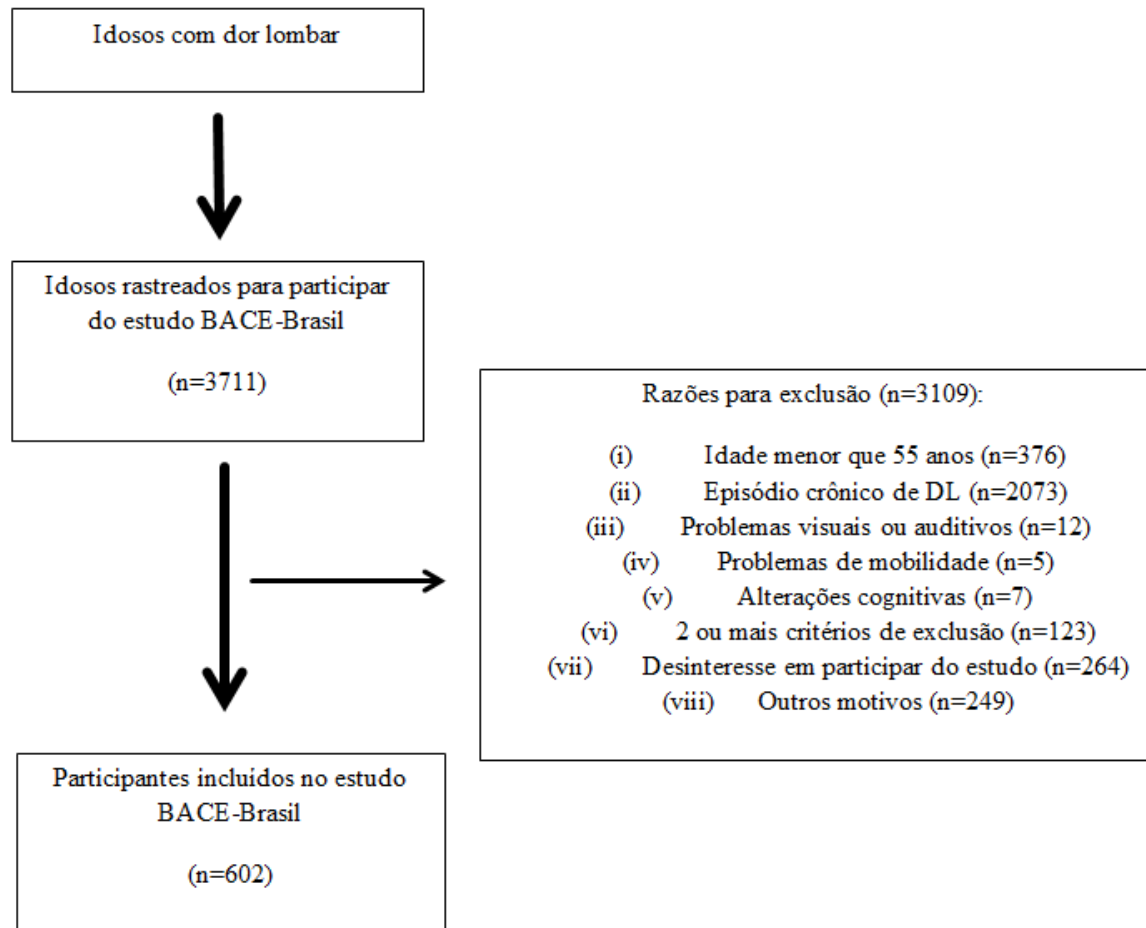 Idosos com dor lombar
Idosos rastreados para participar
do estudo BACE-Brasil
(n=3711)
Razões para exclusão (n=3109):
(i) Idade menor que 55 anos (n=376)
(ii) Episódio crônico de DL (n=2073)
(iii) Problemas visuais ou auditivos (n=12)
(iv) Problemas de mobilidade (n=5)
(v) Alterações cognitivas (n=7)
(vi) 2 ou mais critérios de exclusão (n=123)
(vii) Desinteresse em participar do estudo (n=264)
(viii) Outros motivos (n=249)
Participantes incluídos no estudo
BACE-Brasil
(n=602)